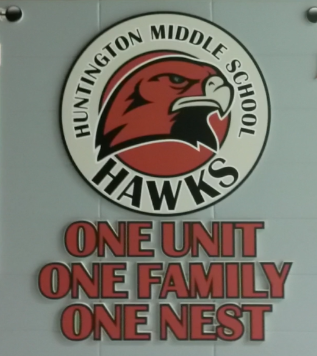 HUNTINGTON MIDDLE SCHOOL
HAWKS
ONE UNIT
ONE FAMILY
ONE NEST